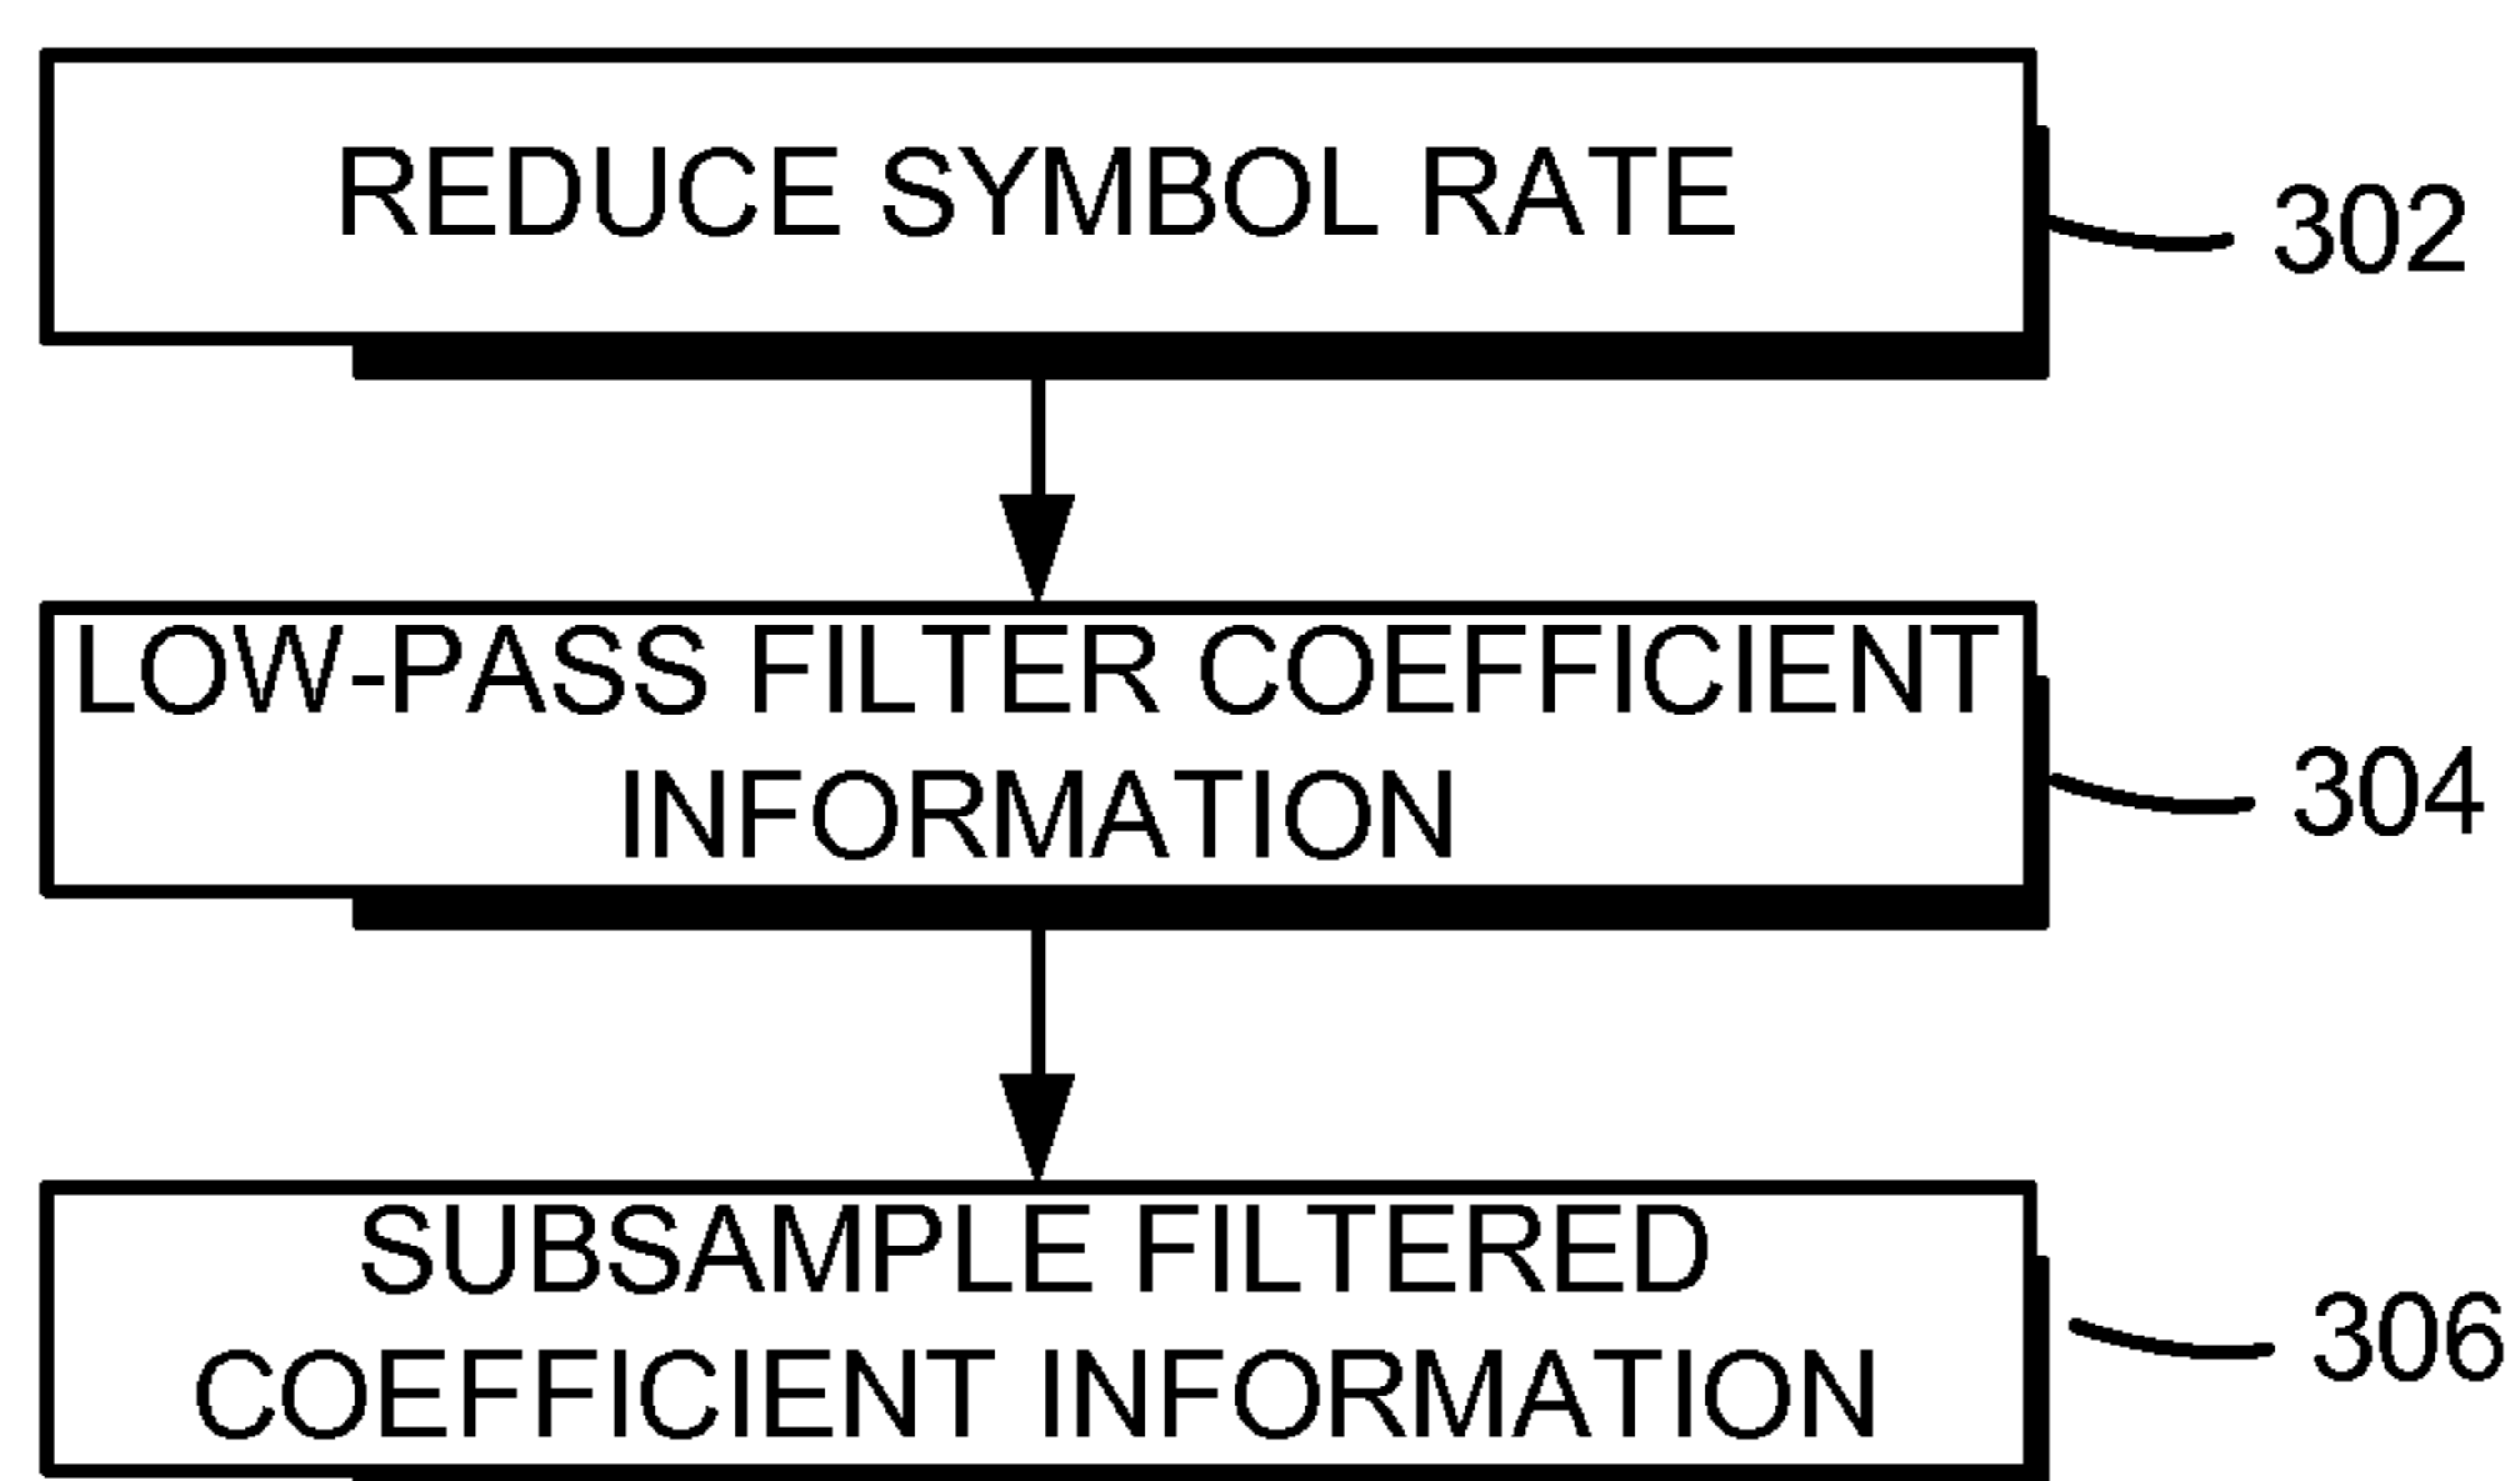 REDUCE SYMBOL RATE
302
LOW-PASS FILTER COEFFICIENT
INFORMATION
304
SUBSAMPLE FILTERED
COEFFICIENT INFORMATION
306